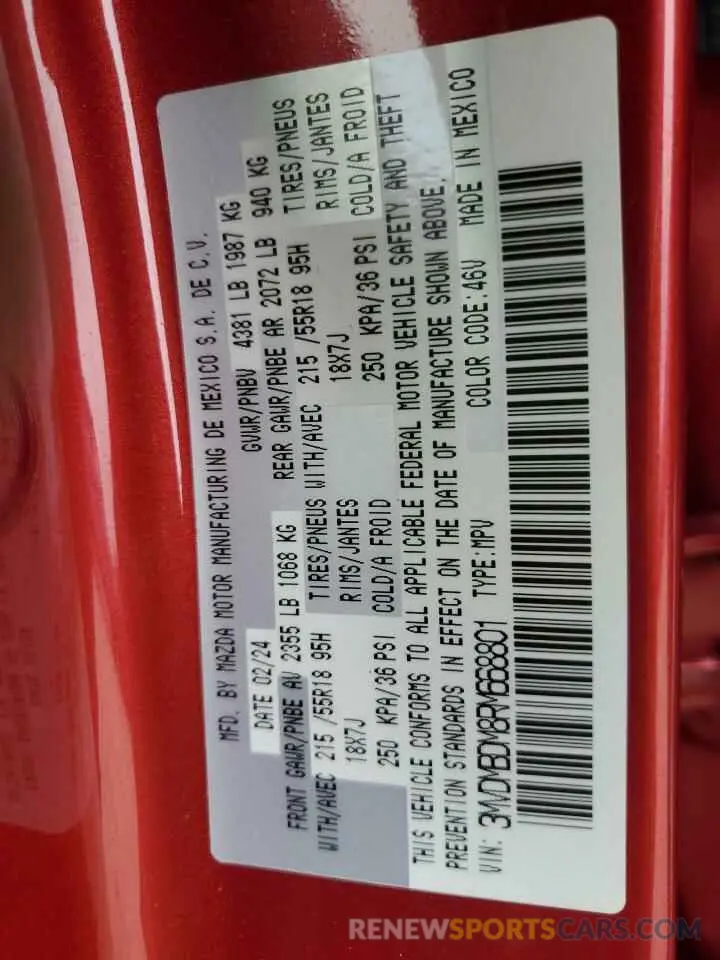 MFD. BY MAZDA MOTOR MANUFACTURING DE MEXICO S.A. DE C.V.
DATE 02/24 GVWR/PNBV 4381 LB 1987 KG
FRONT GAWR/PNBE AV 2355 LB 1068 KG REAR GAWR/PNBE AR 2072 LB 940 KG
WITH/AVEC 215 /55R18 95H TIRES/PNEUS WITH/AVEC 215 /55R18 95H TIRES/PNEUS
18X7J RIMS/JANTES 18X7J RIMS/JANTES
250 KPA/36 PSI COLD/A FROID 250 KPA/36 PSI COLD/A FROID
THIS VEHICLE CONFORMS TO ALL APPLICABLE FEDERAL MOTOR VEHICLE SAFETY AND THEFT
PREVENTION STANDARDS IN EFFECT ON THE DATE OF MANUFACTURE SHOWN ABOVE.
VIN: 3MVDMBDM8RM668801 TYPE:MPV COLOR CODE:46V MADE IN MEXICO
RENEWSPORTSCARS.COM